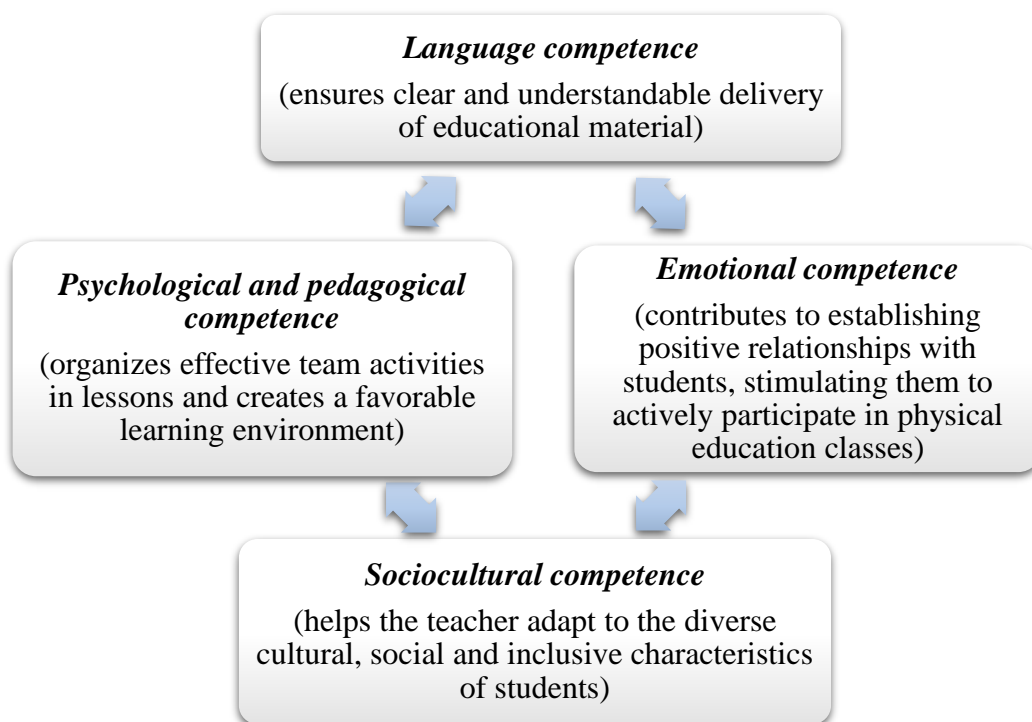 Language competence
(ensures clear and understandable delivery
of educational material)
Psychological and pedagogical
competence
(organizes effective team activities
in lessons and creates a favorable
learning environment)
Emotional competence
(contributes to establishing
positive relationships with
students, stimulating them to
actively participate in physical
education classes)
Sociocultural competence
(helps the teacher adapt to the diverse
cultural, social and inclusive characteristics
of students)